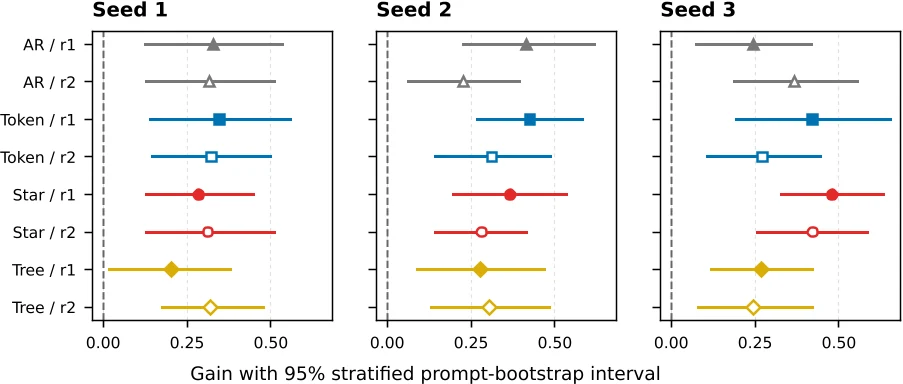 Seed 1 Seed 2 Seed 3
AR / r1
AR / r2
Token / r1
Token / r2
Star / r1
Star / r2
Tree / r1
Tree / r2
0.00 0.25 0.50 0.00 0.25 0.50 0.00 0.25 0.50
Gain with 95% stratified prompt-bootstrap interval